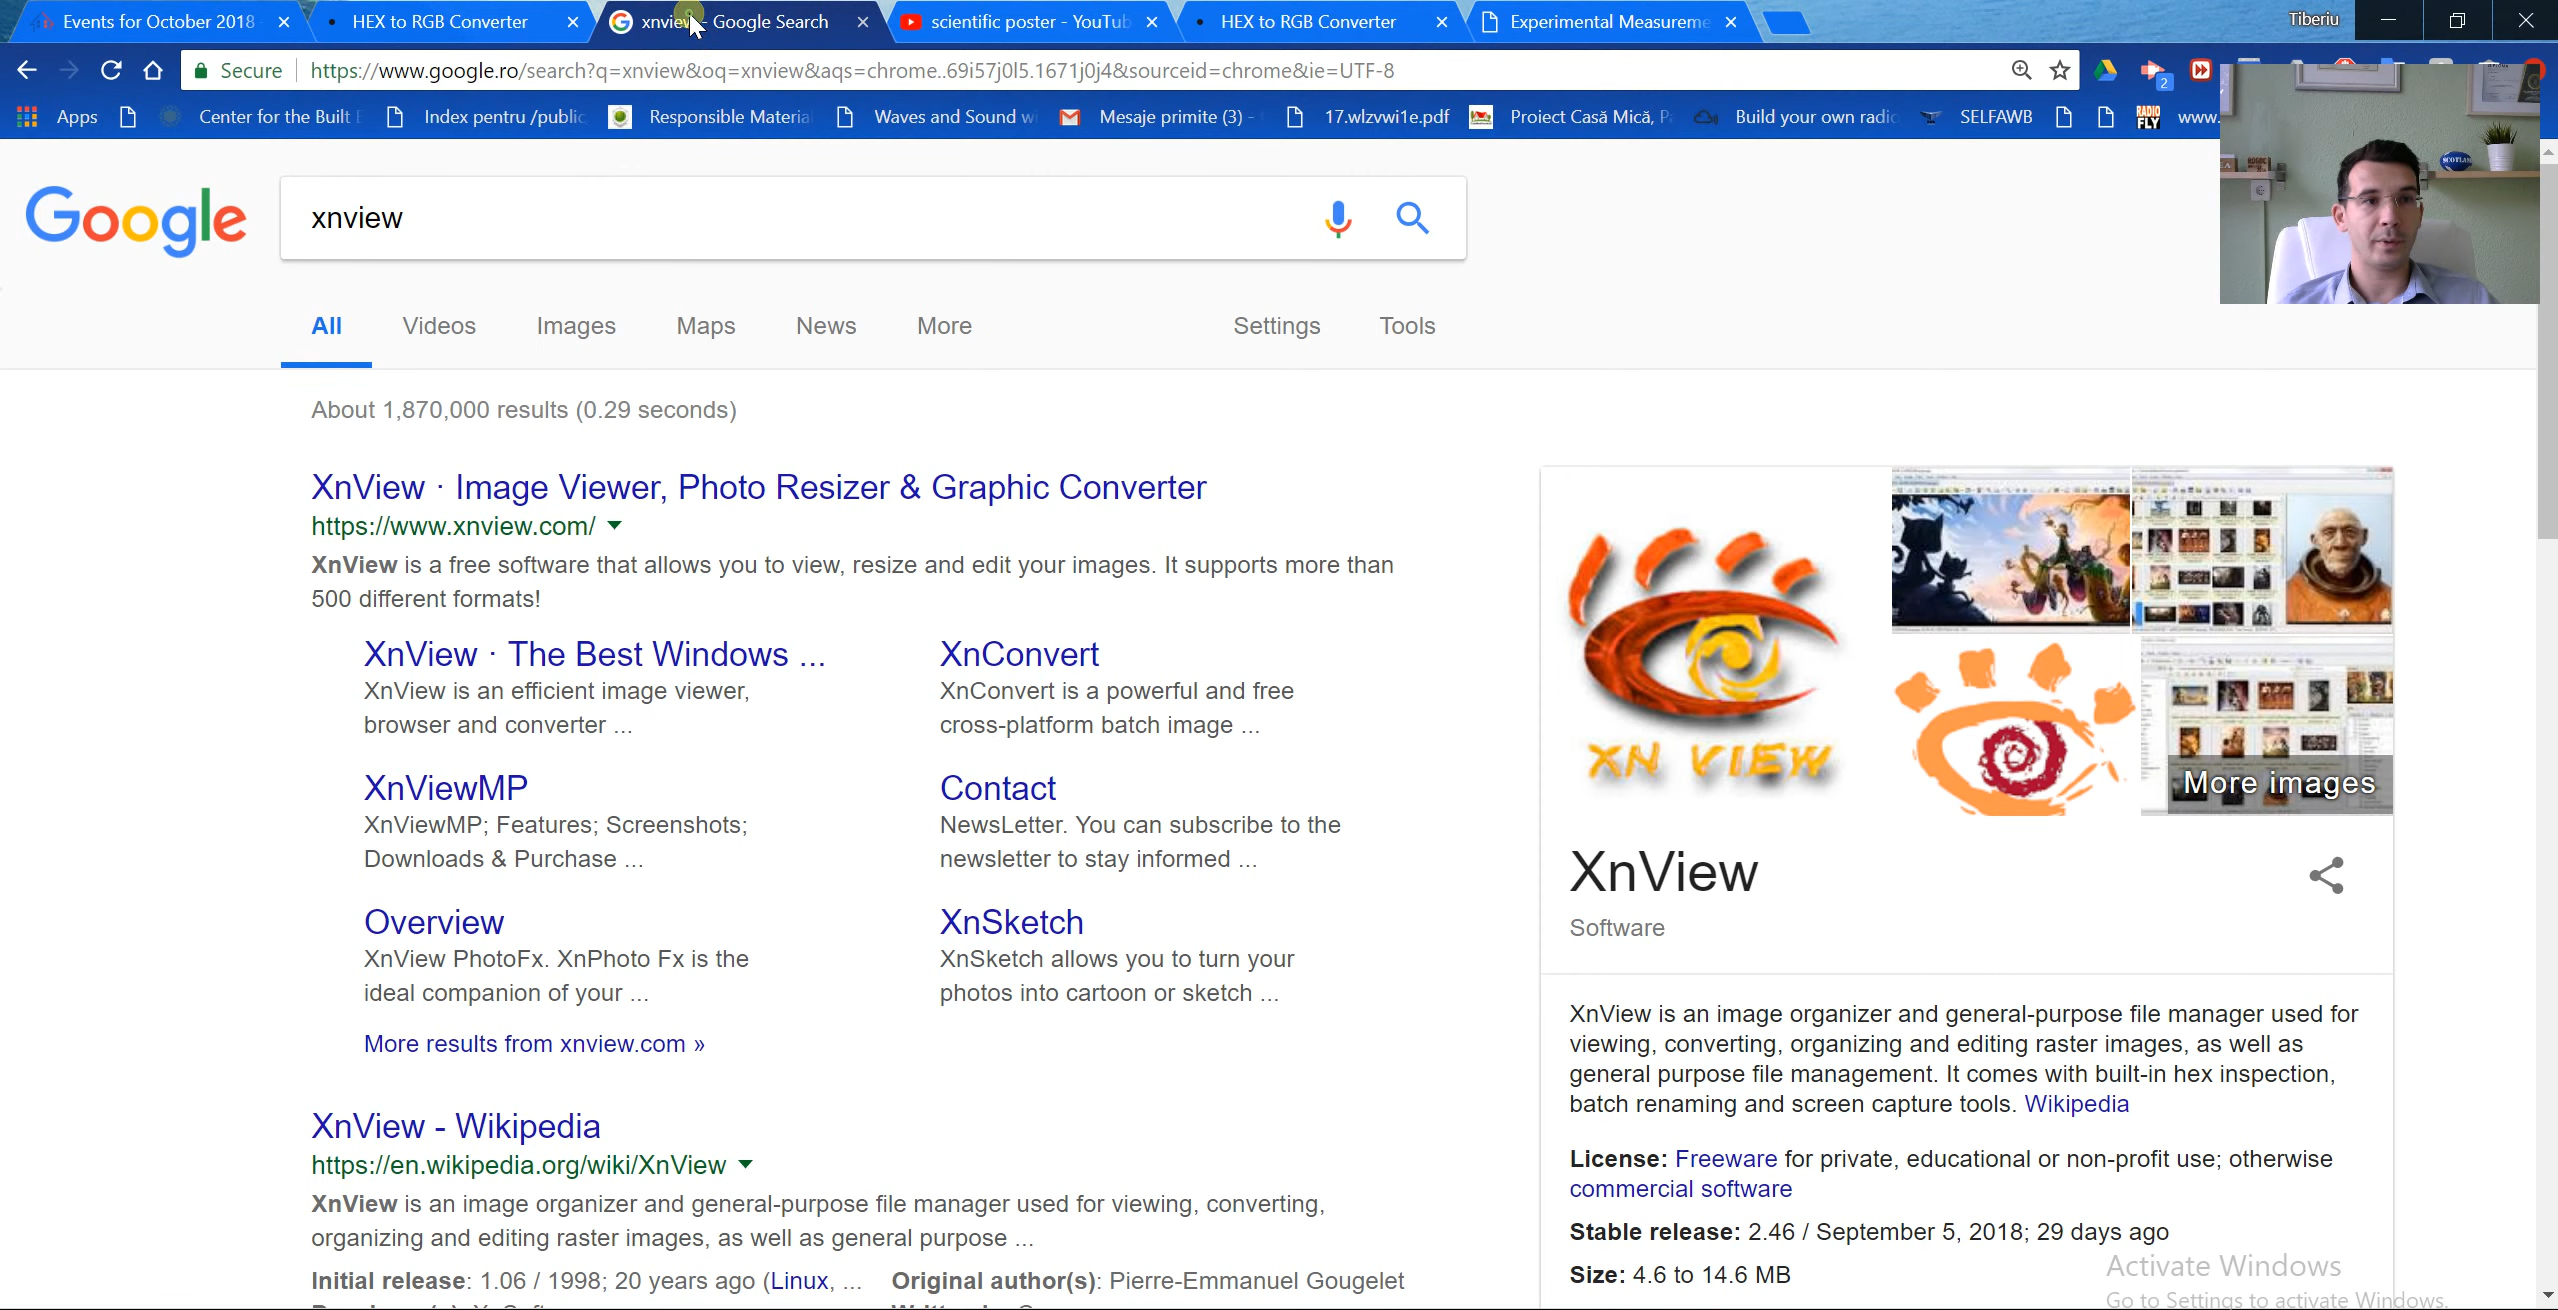 Events for October 2018
HEX to RGB Converter
xnview - Google Search
scientific poster - YouTub
HEX to RGB Converter
Experimental Measureme
Tiberiu
Secure
https://www.google.ro/search?q=xnview&oq=xnview&aqs=chrome..69i57j0l5.1671j0j4&sourceid=chrome&ie=UTF-8
2
Apps
Center for the Built
Index pentru /public
Responsible Materia
Waves and Sound w
Mesaje primite (3) -
17.wlzvwi1e.pdf
Proiect Casă Mică, P
Build your own radio
SELFAWB
RADIO FLY
www.
Google
xnview
All Videos Images Maps News More Settings Tools
About 1,870,000 results (0.29 seconds)
XnView · Image Viewer, Photo Resizer & Graphic Converter
https://www.xnview.com/
XnView is a free software that allows you to view, resize and edit your images. It supports more than
500 different formats!
XnView · The Best Windows ...
XnView is an efficient image viewer,
browser and converter ...
XnConvert
XnConvert is a powerful and free
cross-platform batch image ...
XnViewMP
XnViewMP; Features; Screenshots;
Downloads & Purchase ...
Contact
NewsLetter. You can subscribe to the
newsletter to stay informed ...
Overview
XnView PhotoFx. XnPhoto Fx is the
ideal companion of your ...
XnSketch
XnSketch allows you to turn your
photos into cartoon or sketch ...
More results from xnview.com »
XnView - Wikipedia
https://en.wikipedia.org/wiki/XnView
XnView is an image organizer and general-purpose file manager used for viewing, converting,
organizing and editing raster images, as well as general purpose ...
Initial release: 1.06 / 1998; 20 years ago (Linux, ...
Original author(s): Pierre-Emmanuel Gougelet
XN VIEW
More images
XnView
Software
XnView is an image organizer and general-purpose file manager used for
viewing, converting, organizing and editing raster images, as well as
general purpose file management. It comes with built-in hex inspection,
batch renaming and screen capture tools. Wikipedia
License: Freeware for private, educational or non-profit use; otherwise
commercial software
Stable release: 2.46 / September 5, 2018; 29 days ago
Size: 4.6 to 14.6 MB
Activate Windows
Go to Settings to activate Windows.